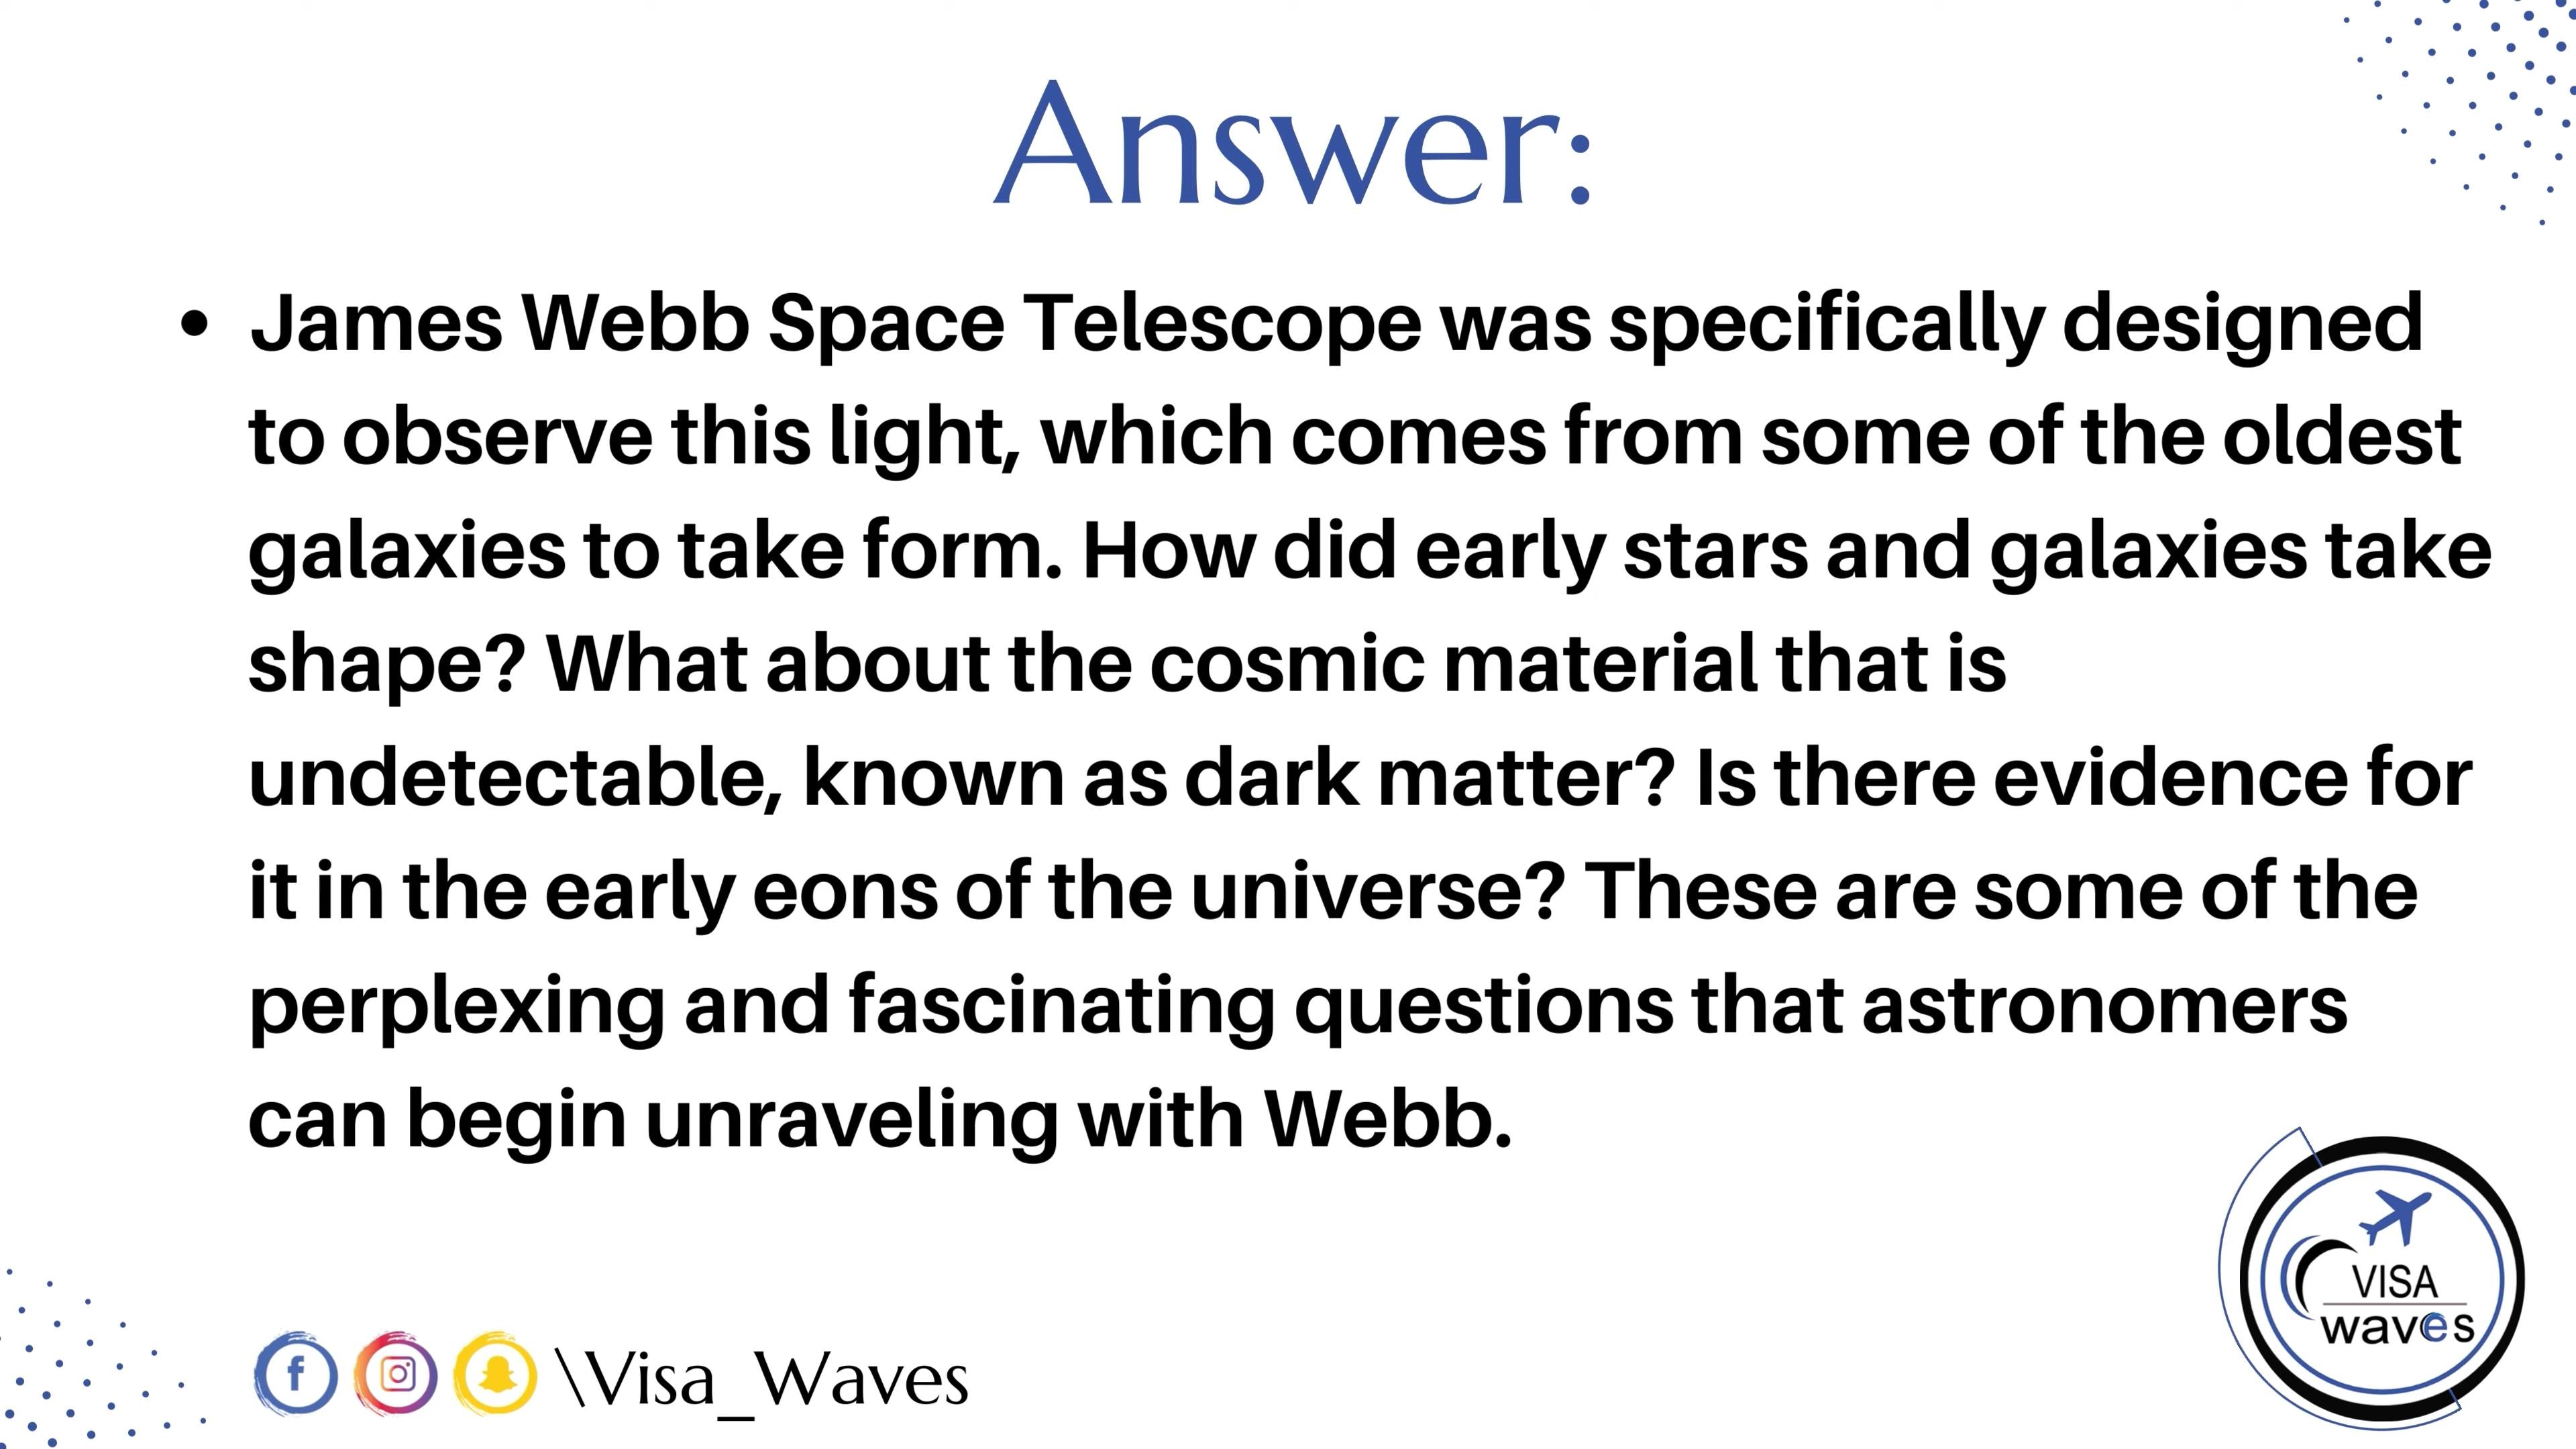 Answer:
• James Webb Space Telescope was specifically designed
to observe this light, which comes from some of the oldest
galaxies to take form. How did early stars and galaxies take
shape? What about the cosmic material that is
undetectable, known as dark matter? Is there evidence for
it in the early eons of the universe? These are some of the
perplexing and fascinating questions that astronomers
can begin unraveling with Webb.
\Visa_Waves
VISA
waves